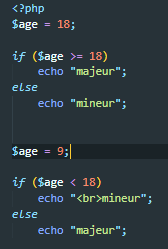 <?php
$age = 18;
if ($age >= 18)
echo "majeur";
else
echo "mineur";
$age = 9;
if ($age < 18)
echo "<br>mineur";
else
echo "majeur";